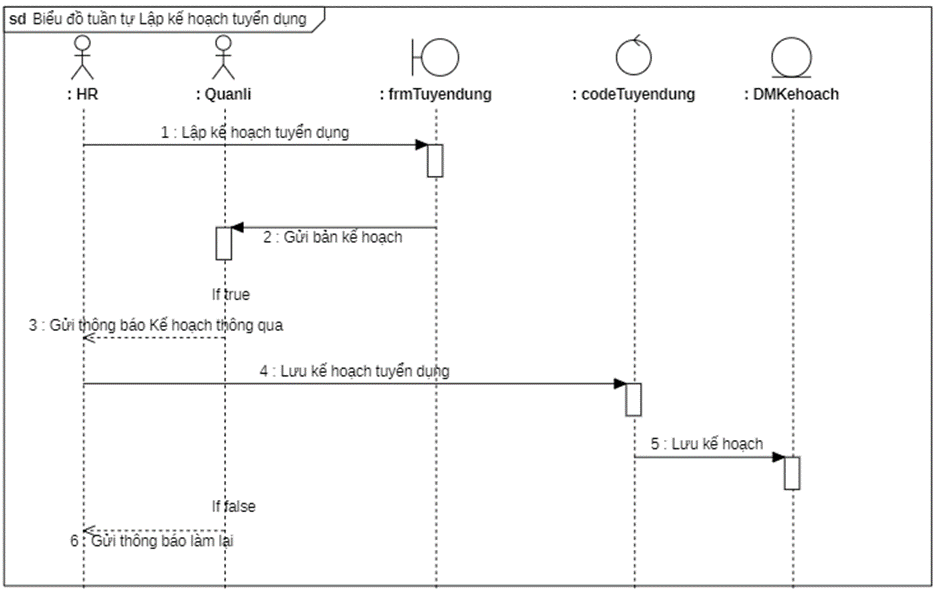 sd Biểu đồ tuần tự Lập kế hoạch tuyển dụng
: HR
: Quanli
: frmTuyendung
: codeTuyendung
: DMKehoach
1 : Lập kế hoạch tuyển dụng
2 : Gửi bản kế hoạch
If true
3 : Gửi thông báo Kế hoạch thông qua
4 : Lưu kế hoạch tuyển dụng
5 : Lưu kế hoạch
If false
6 : Gửi thông báo làm lại